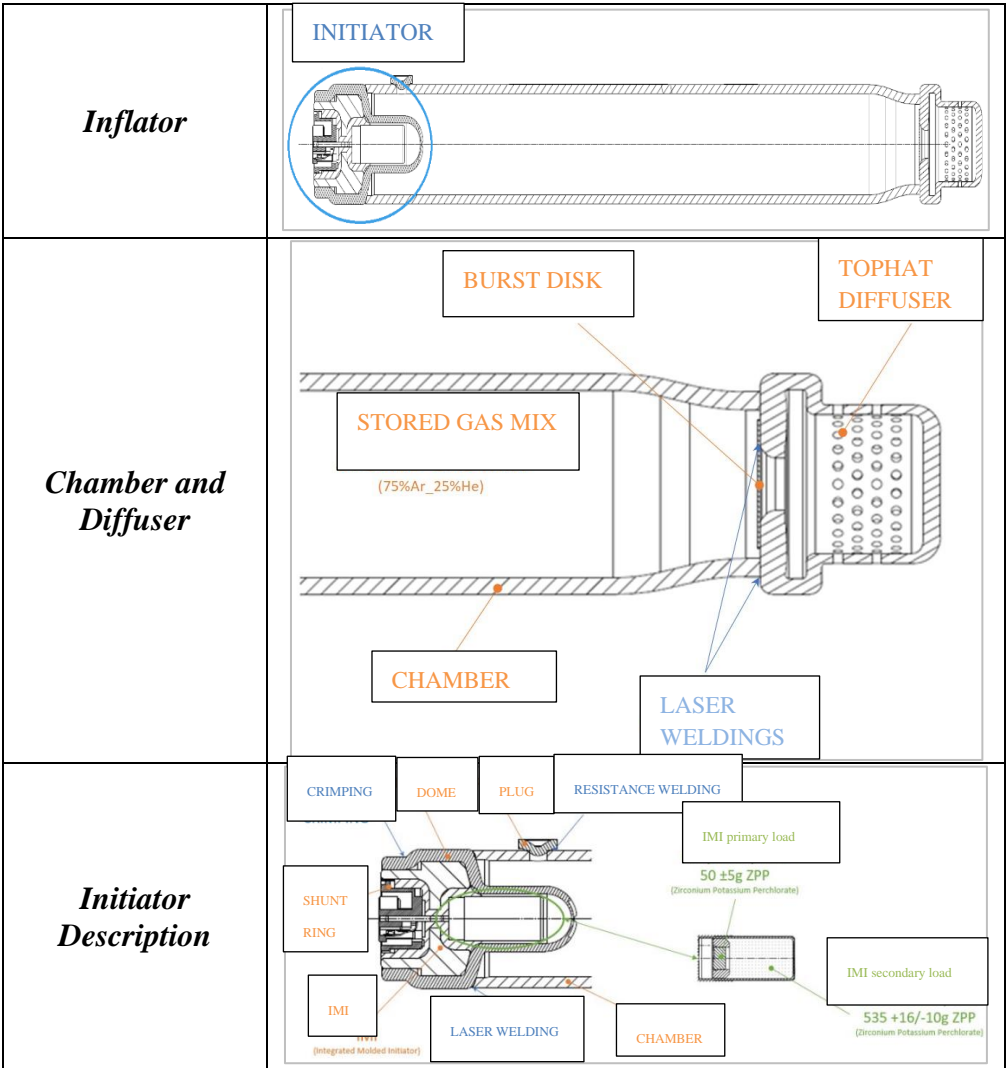 Inflator
INITIATOR
Chamber and
Diffuser
BURST DISK
TOPHAT
DIFFUSER
STORED GAS MIX
(75%Ar_25%He)
CHAMBER
LASER
WELDINGS
Initiator
Description
CRIMPING
DOME
PLUG
RESISTANCE WELDING
IMI primary load
50 ±5g ZPP
(Zirconium Potassium Perchlorate)
SHUNT
RING
IMI secondary load
535 +16/-10g ZPP
(Zirconium Potassium Perchlorate)
IMI
(Integrated Molded Initiator)
LASER WELDING
CHAMBER